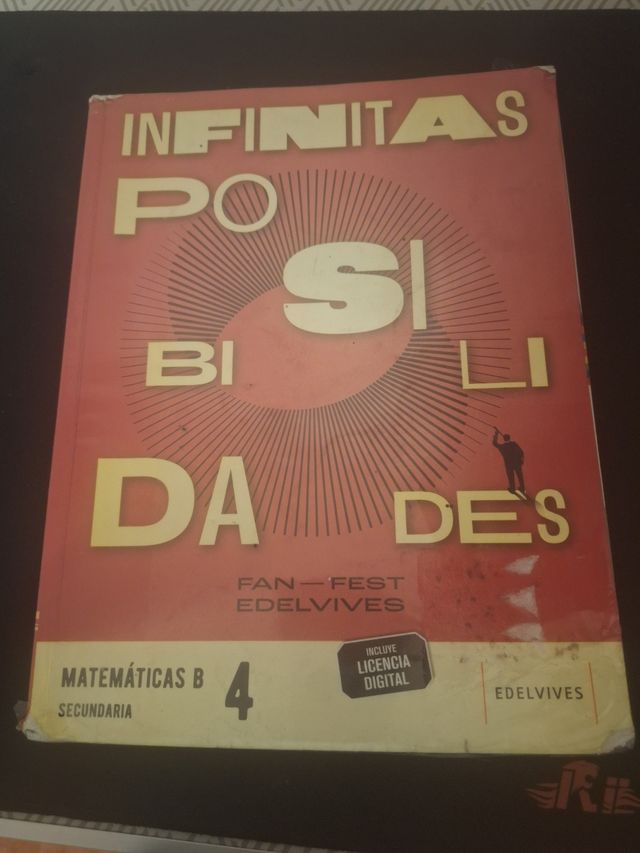 INFINITAS
PO
SI
BI LI
DA DES
FAN—FEST
EDELVIVES
INCLUYE
LICENCIA
DIGITAL
MATEMÁTICAS B 4
SECUNDARIA
EDELVIVES